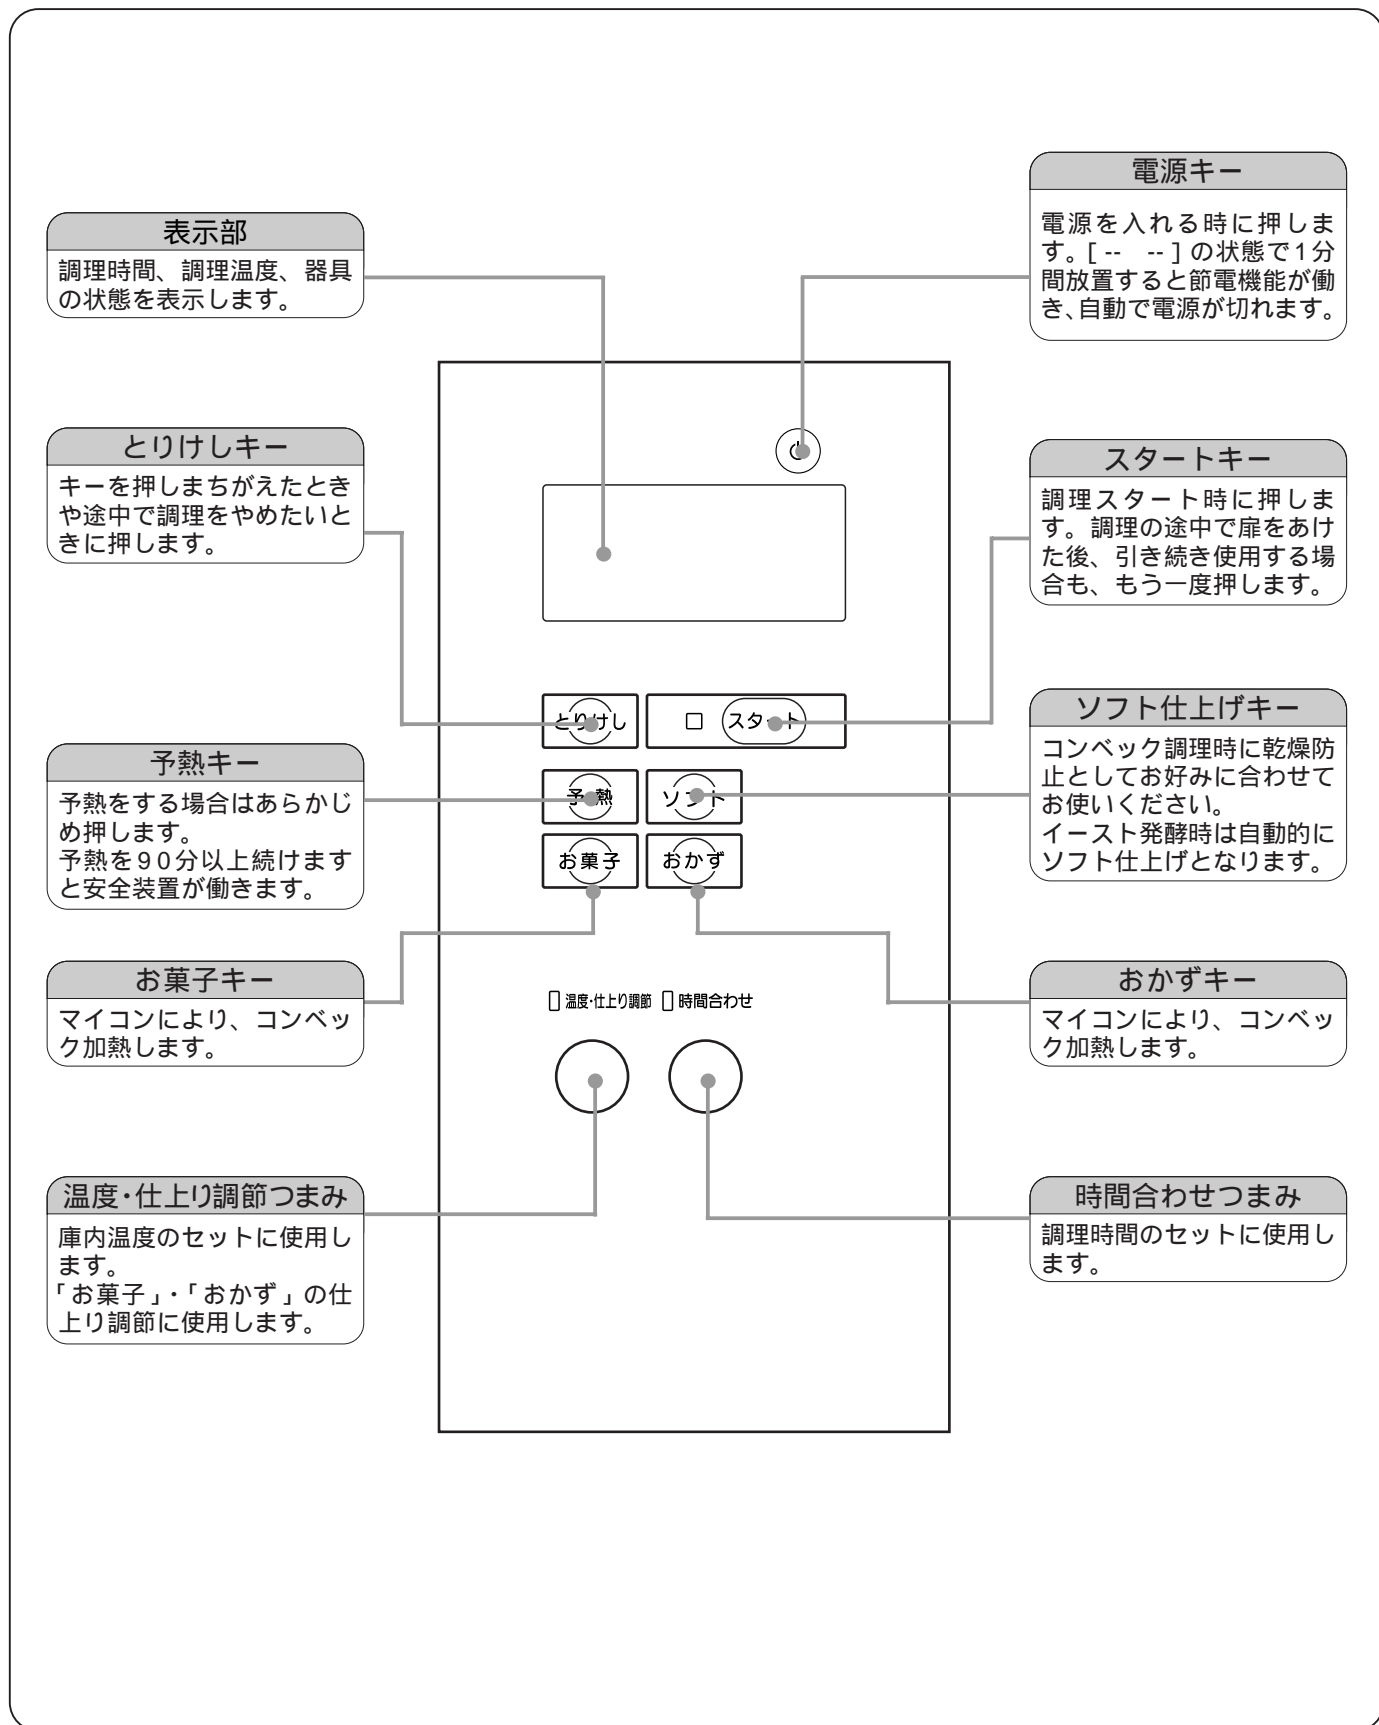 表示部
調理時間、調理温度、器具
の状態を表示します。
とりけしキー
キーを押しまちがえたとき
や途中で調理をやめたいと
きに押します。
予熱キー
予熱をする場合はあらかじ
め押します。
予熱を90分以上続けます
と安全装置が働きます。
お菓子キー
マイコンにより、コンベッ
ク加熱します。
温度・仕上り調節つまみ
庫内温度のセットに使用し
ます。
「お菓子」・「おかず」の仕
上り調節に使用します。
とりけし
スタート
予熱
ソフト
お菓子
おかず
温度・仕上り調節
時間合わせ
電源キー
電源を入れる時に押しま
す。[ -- -- ] の状態で1分
間放置すると節電機能が働
き、自動で電源が切れます。
スタートキー
調理スタート時に押しま
す。調理の途中で扉をあけ
た後、引き続き使用する場
合も、もう一度押します。
ソフト仕上げキー
コンベック調理時に乾燥防
止としてお好みに合わせて
お使いください。
イースト発酵時は自動的に
ソフト仕上げとなります。
おかずキー
マイコンにより、コンベッ
ク加熱します。
時間合わせつまみ
調理時間のセットに使用し
ます。